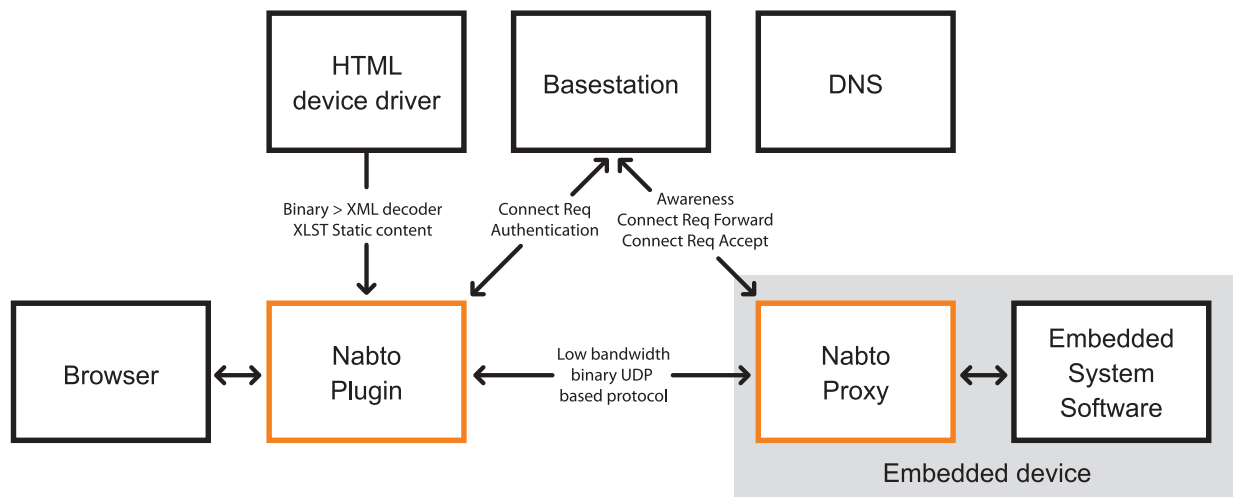 HTML
device driver
Basestation
DNS
Binary > XML decoder
XLST Static content
Connect Req
Authentication
Awareness
Connect Req Forward
Connect Req Accept
Browser
Nabto
Plugin
Low bandwidth
binary UDP
based protocol
Nabto
Proxy
Embedded
System
Software
Embedded device